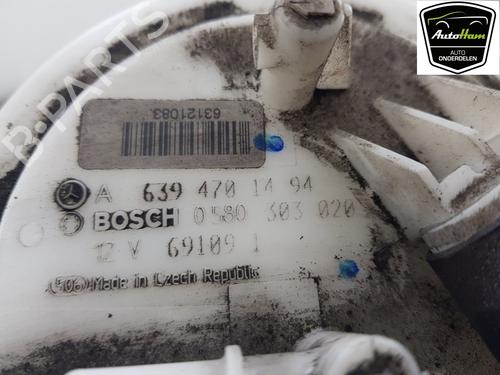 AutoHam
AUTO
ONDERDELEN
B-PARTS
63121083
A 639 470 14 94
BOSCH 0 580 303 020
12 V 69109 1
Made in Czech Republic